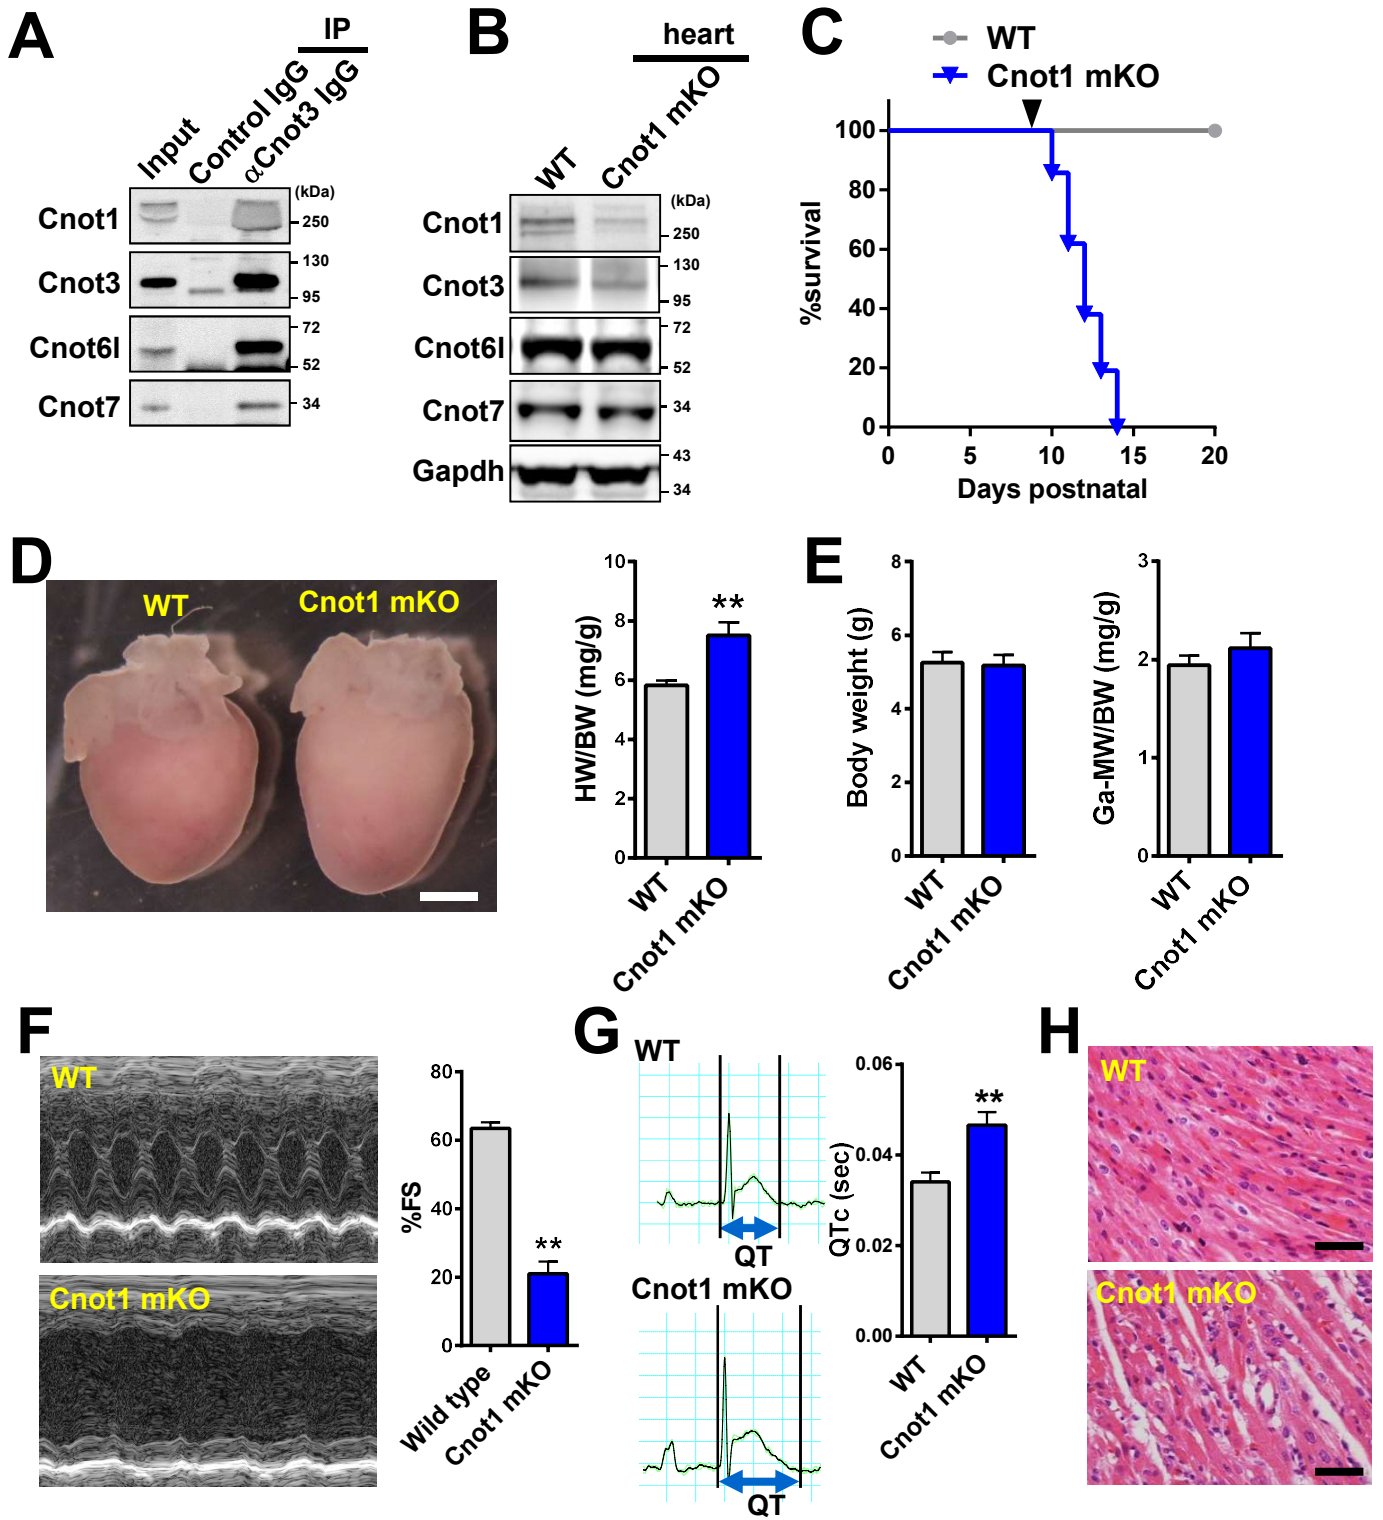 A
IP
Input
Control IgG
αCnot3 IgG
(kDa)
Cnot1
250
Cnot3
130
95
Cnot6l
72
52
Cnot7
34
B
heart
WT
Cnot1 mKO
(kDa)
Cnot1
250
Cnot3
130
95
Cnot6l
72
52
Cnot7
34
Gapdh
43
34
C
WT
Cnot1 mKO
100
80
60
40
20
0
%survival
0 5 10 15 20
Days postnatal
D
WT
Cnot1 mKO
10
8
6
4
2
0
HW/BW (mg/g)
**
WT
Cnot1 mKO
E
8
6
4
2
0
Body weight (g)
WT
Cnot1 mKO
3
2
1
0
Ga-MW/BW (mg/g)
WT
Cnot1 mKO
F
WT
Cnot1 mKO
80
60
40
20
0
%FS
**
Wild type
Cnot1 mKO
G
WT
QT
Cnot1 mKO
QT
0.06
0.04
0.02
0.00
QTc (sec)
**
WT
Cnot1 mKO
H
WT
Cnot1 mKO